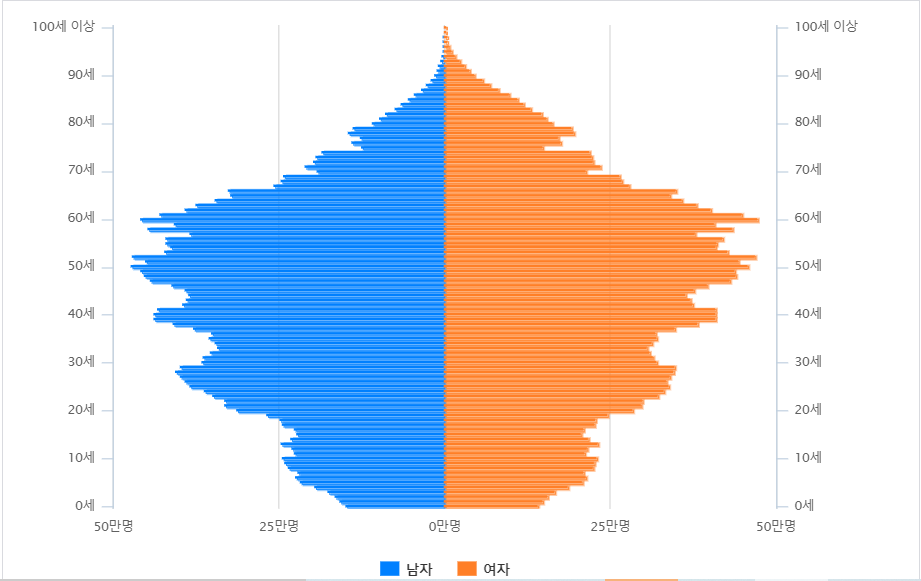 100세 이상 100세 이상
90세 90세
80세 80세
70세 70세
60세 60세
50세 50세
40세 40세
30세 30세
20세 20세
10세 10세
0세 0세
50만명 25만명 0만명 25만명 50만명
남자 여자